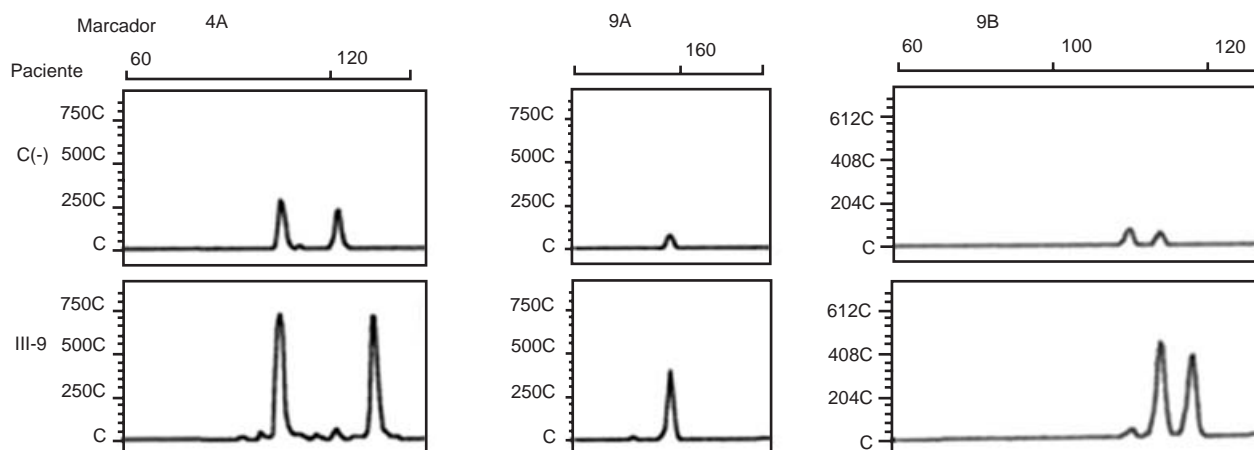 Marcador 4A 9A 9B
60 120 160 60 100 120
Paciente
C(-)
750C 750C 612C
500C 500C 408C
250C 250C 204C
C C C
III-9
750C 750C 612C
500C 500C 408C
250C 250C 204C
C C C